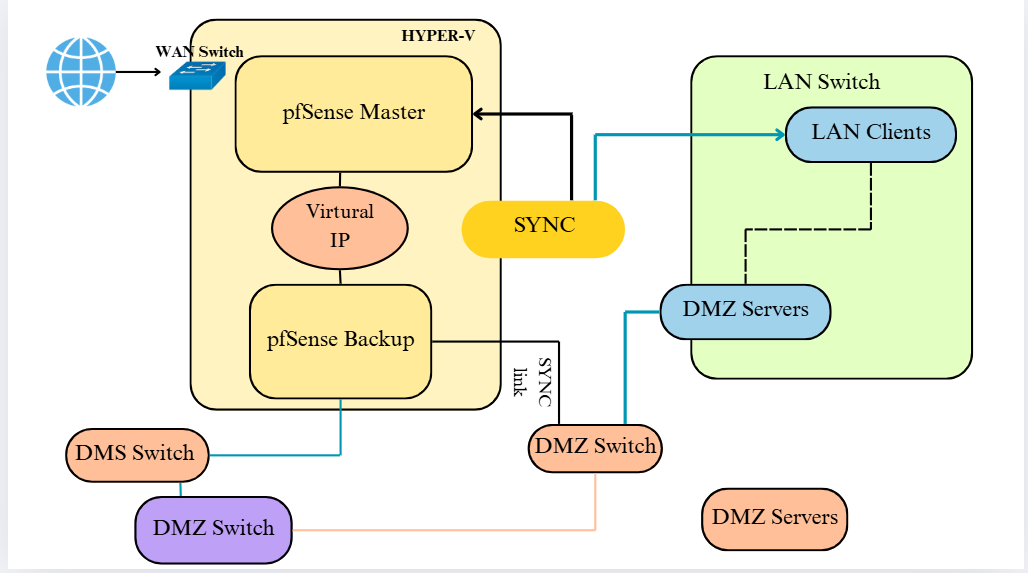 HYPER-V
WAN Switch
pfSense Master
LAN Switch
LAN Clients
Virtural
IP
SYNC
DMZ Servers
pfSense Backup
SYNC
link
DMS Switch
DMZ Switch
DMZ Switch
DMZ Servers